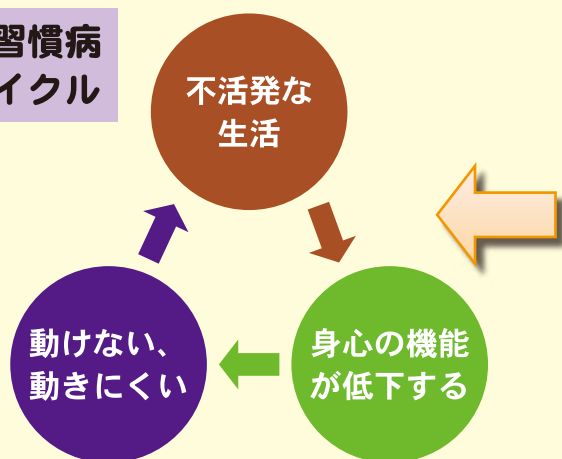 習慣病
イクル
不活発な
生活
身心の機能
が低下する
動けない、
動きにくい